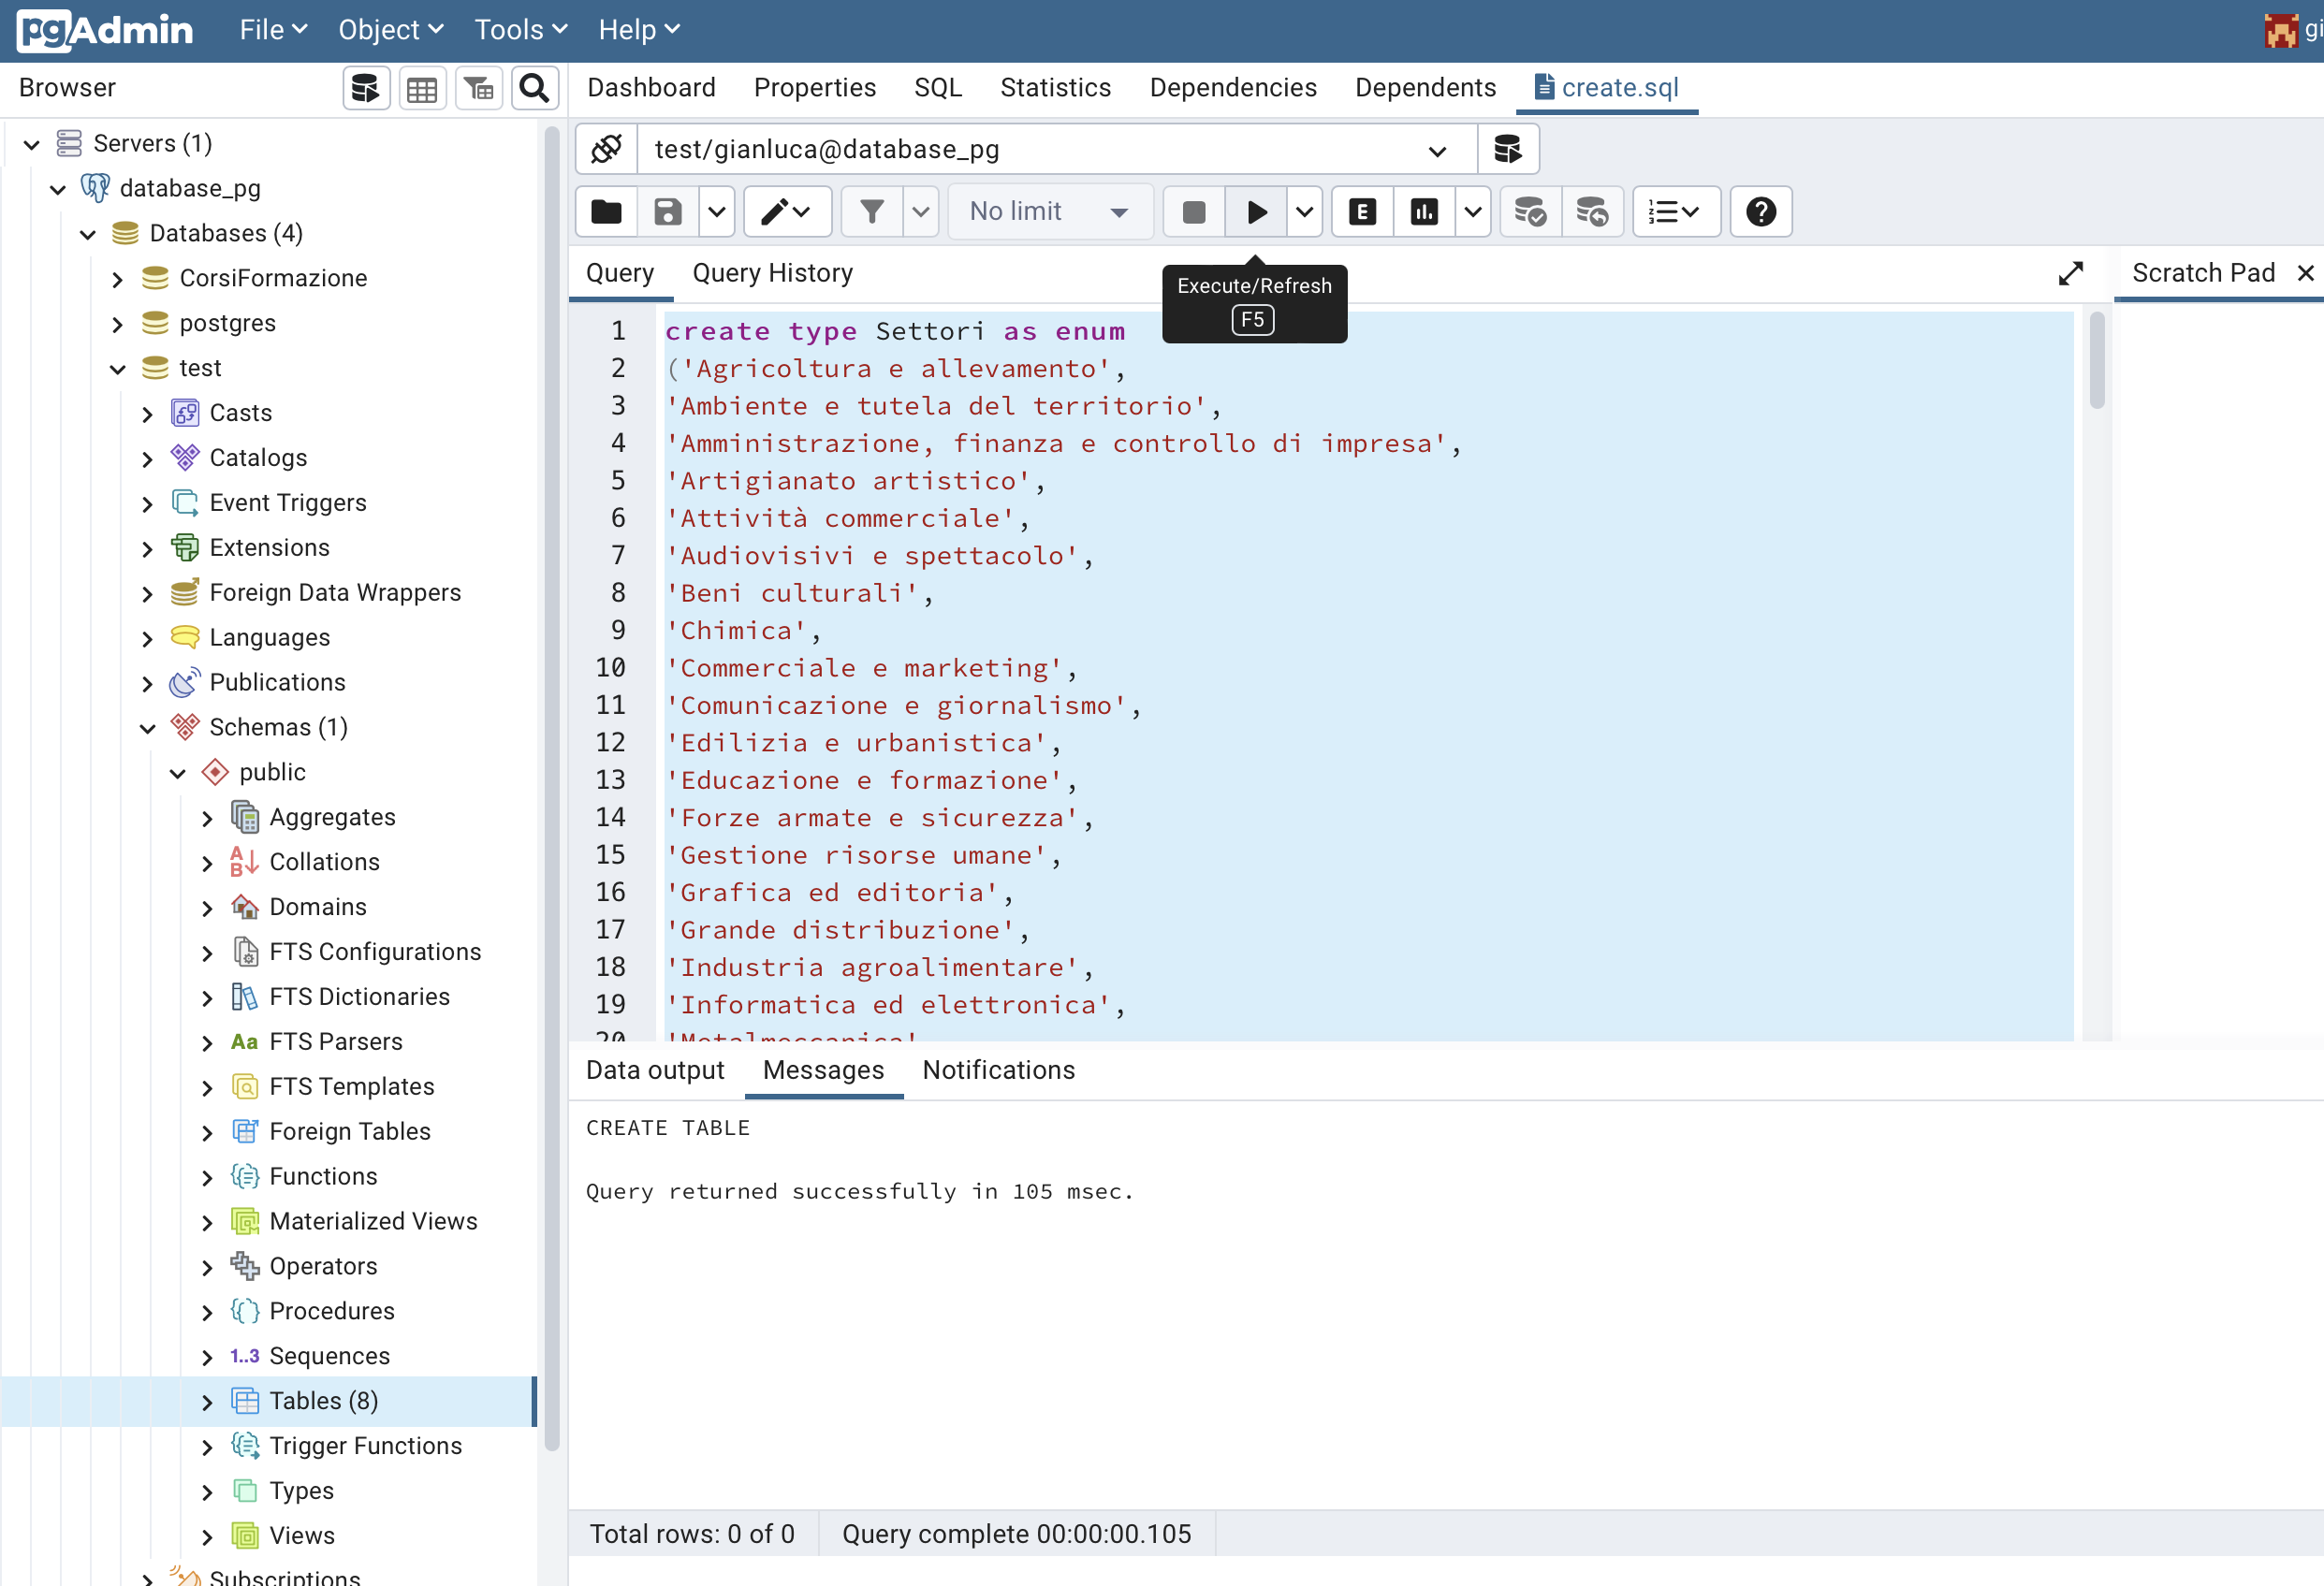 pgAdmin File Object Tools Help gi
Browser
Dashboard Properties SQL Statistics Dependencies Dependents create.sql
Servers (1)
database_pg
Databases (4)
CorsiFormazione
postgres
test
Casts
Catalogs
Event Triggers
Extensions
Foreign Data Wrappers
Languages
Publications
Schemas (1)
public
Aggregates
Collations
Domains
FTS Configurations
FTS Dictionaries
Aa FTS Parsers
FTS Templates
Foreign Tables
Functions
Materialized Views
Operators
Procedures
1..3 Sequences
Tables (8)
Trigger Functions
Types
Views
Subscriptions
test/gianluca@database_pg
No limit
E
Query Query History
Execute/Refresh
F5
Scratch Pad
1 create type Settori as enum
2 ('Agricoltura e allevamento',
3 'Ambiente e tutela del territorio',
4 'Amministrazione, finanza e controllo di impresa',
5 'Artigianato artistico',
6 'Attività commerciale',
7 'Audiovisivi e spettacolo',
8 'Beni culturali',
9 'Chimica',
10 'Commerciale e marketing',
11 'Comunicazione e giornalismo',
12 'Edilizia e urbanistica',
13 'Educazione e formazione',
14 'Forze armate e sicurezza',
15 'Gestione risorse umane',
16 'Grafica ed editoria',
17 'Grande distribuzione',
18 'Industria agroalimentare',
19 'Informatica ed elettronica',
20 'Metalmeccanica'
Data output Messages Notifications
CREATE TABLE
Query returned successfully in 105 msec.
Total rows: 0 of 0 Query complete 00:00:00.105